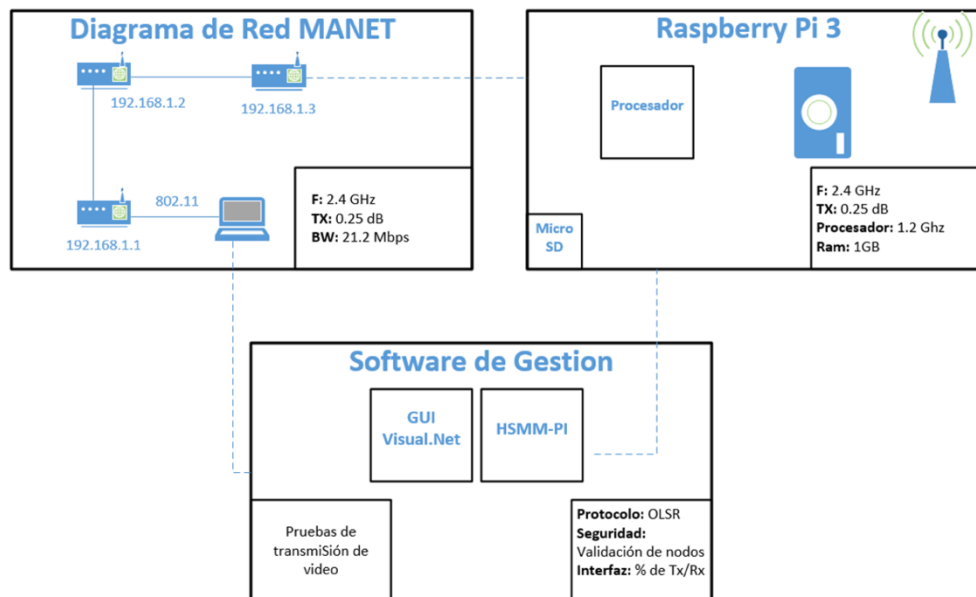 Diagrama de Red MANET
192.168.1.2
192.168.1.3
802.11
192.168.1.1
F: 2.4 GHz
TX: 0.25 dB
BW: 21.2 Mbps
Raspberry Pi 3
Procesador
Micro
SD
F: 2.4 GHz
TX: 0.25 dB
Procesador: 1.2 Ghz
Ram: 1GB
Software de Gestion
GUI
Visual.Net
HSMM-PI
Pruebas de
transmiSión de
video
Protocolo: OLSR
Seguridad:
Validación de nodos
Interfaz: % de Tx/Rx